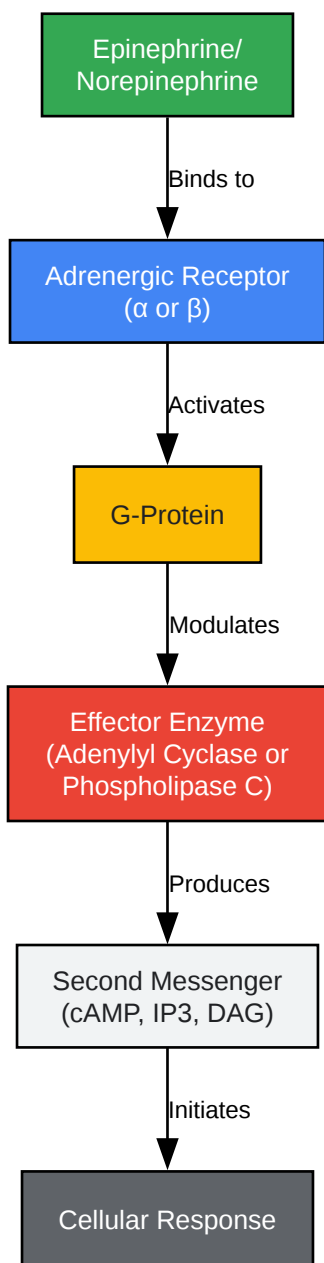 Epinephrine/
Norepinephrine
Binds to
Adrenergic Receptor
(α or β)
Activates
G-Protein
Modulates
Effector Enzyme
(Adenylyl Cyclase or
Phospholipase C)
Produces
Second Messenger
(cAMP, IP3, DAG)
Initiates
Cellular Response